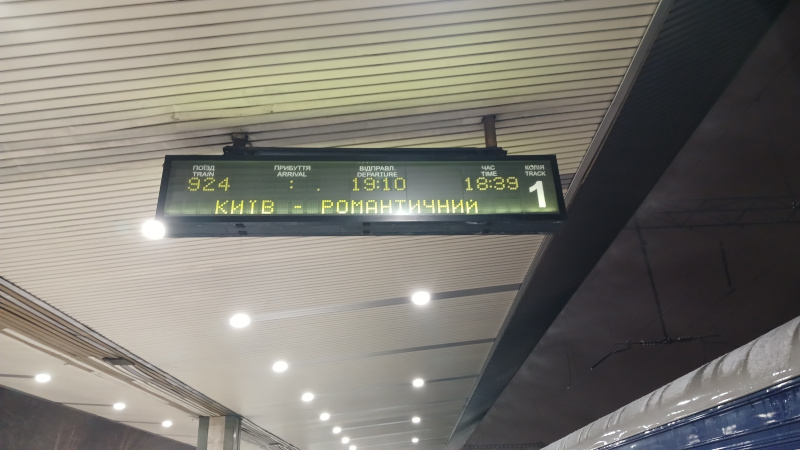 ПОЇЗД ПРИБУТТЯ ВІДПРАВЛ. ЧАС КОЛІЯ
TRAIN ARRIVAL DEPARTURE TIME TRACK
924 : . 19:10 18:39 1
КИЇВ - РОМАНТИЧНИЙ